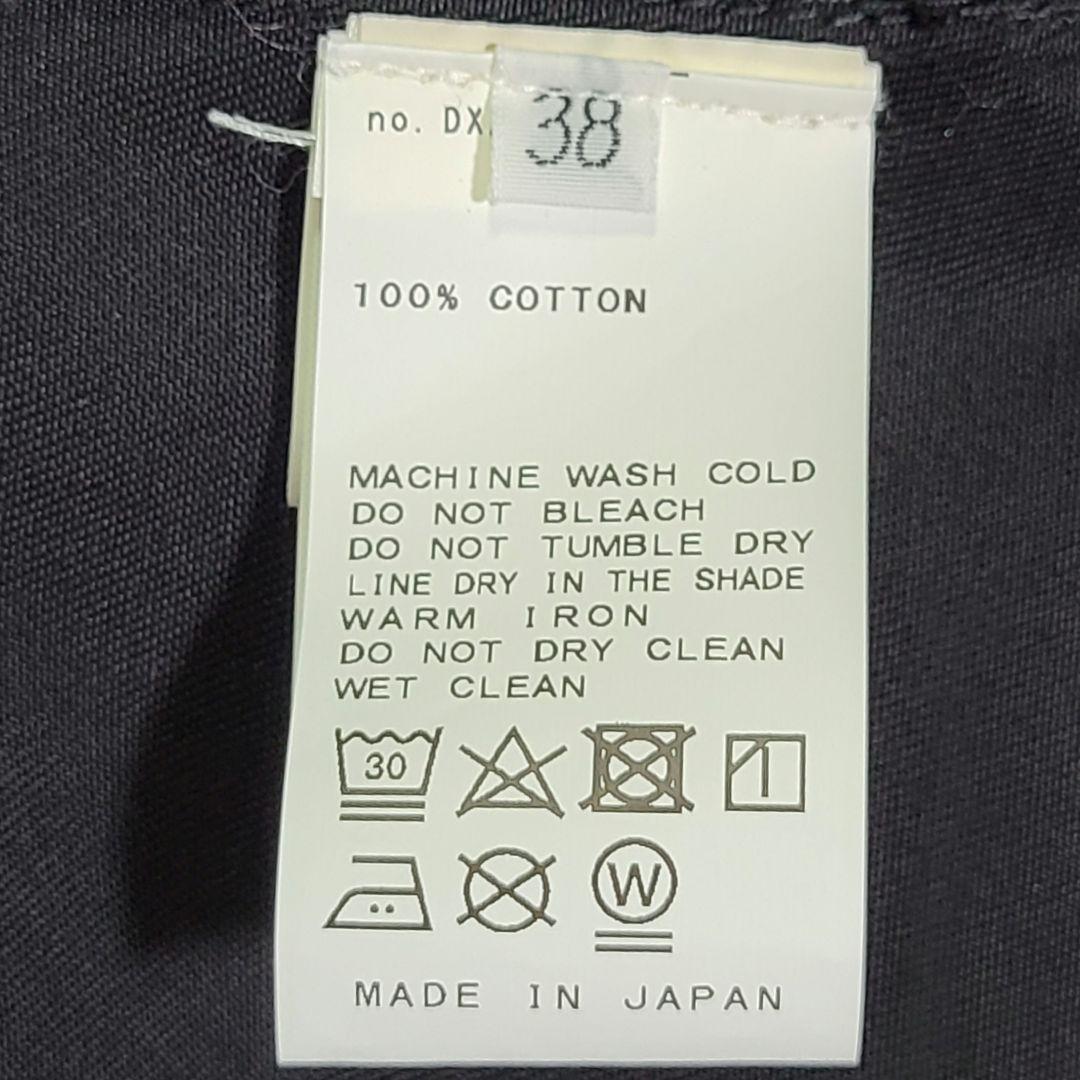 no. DX
38
100% COTTON
MACHINE WASH COLD
DO NOT BLEACH
DO NOT TUMBLE DRY
LINE DRY IN THE SHADE
WARM IRON
DO NOT DRY CLEAN
WET CLEAN
30
W
MADE IN JAPAN